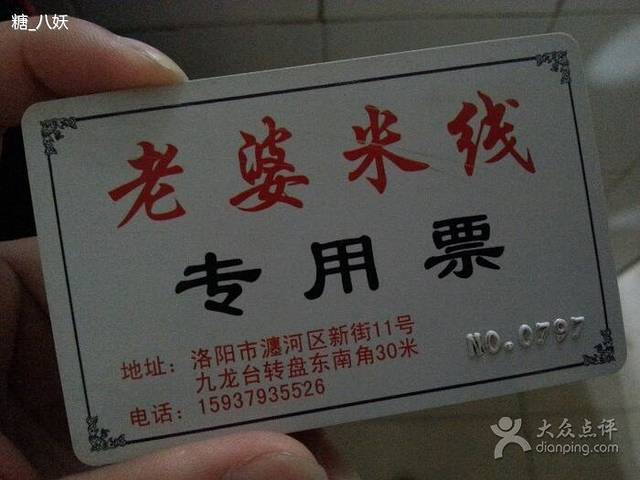 糖_八妖
老婆米线
专用票
地址：洛阳市瀍河区新街11号
九龙台转盘东南角30米
电话：15937935526
NO.0797
大众点评
dianping.com